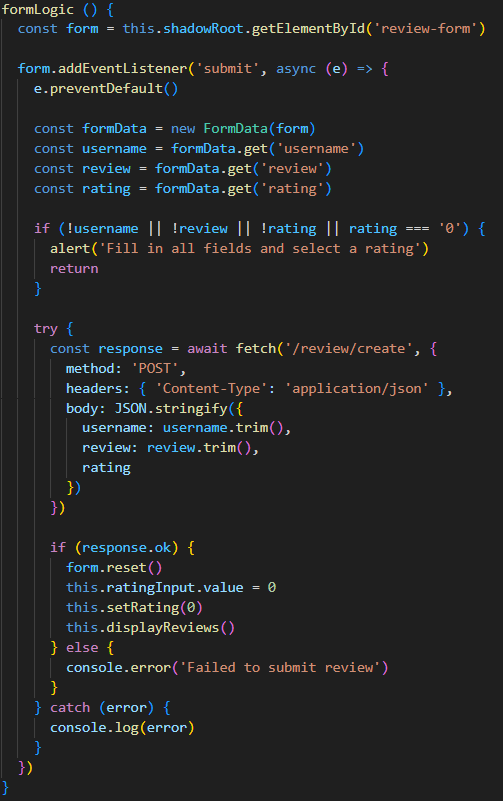 formLogic () {
  const form = this.shadowRoot.getElementById('review-form')

  form.addEventListener('submit', async (e) => {
    e.preventDefault()

    const formData = new FormData(form)
    const username = formData.get('username')
    const review = formData.get('review')
    const rating = formData.get('rating')

    if (!username || !review || !rating || rating === '0') {
      alert('Fill in all fields and select a rating')
      return
    }

    try {
      const response = await fetch('/review/create', {
        method: 'POST',
        headers: { 'Content-Type': 'application/json' },
        body: JSON.stringify({
          username: username.trim(),
          review: review.trim(),
          rating
        })
      })

      if (response.ok) {
        form.reset()
        this.ratingInput.value = 0
        this.setRating(0)
        this.displayReviews()
      } else {
        console.error('Failed to submit review')
      }
    } catch (error) {
      console.log(error)
    }
  })
}